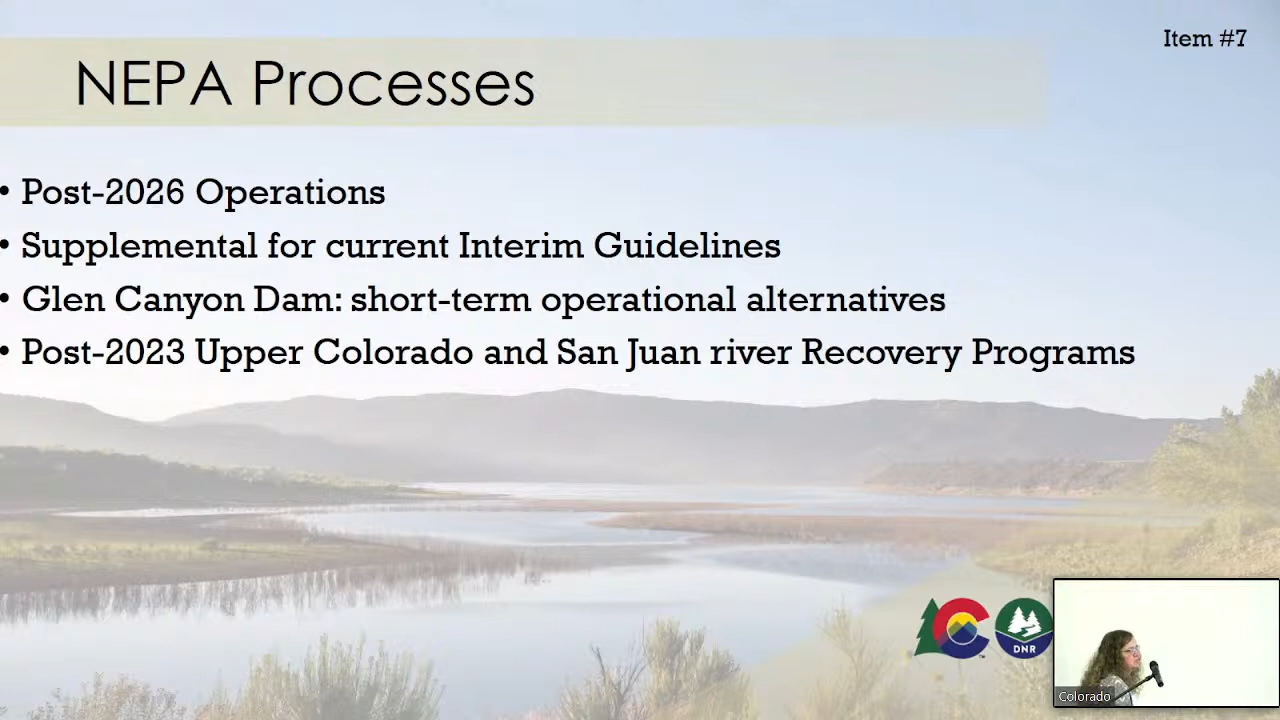 Item #7
NEPA Processes
• Post-2026 Operations
• Supplemental for current Interim Guidelines
• Glen Canyon Dam: short-term operational alternatives
• Post-2023 Upper Colorado and San Juan river Recovery Programs
DNR
TM
Colorado